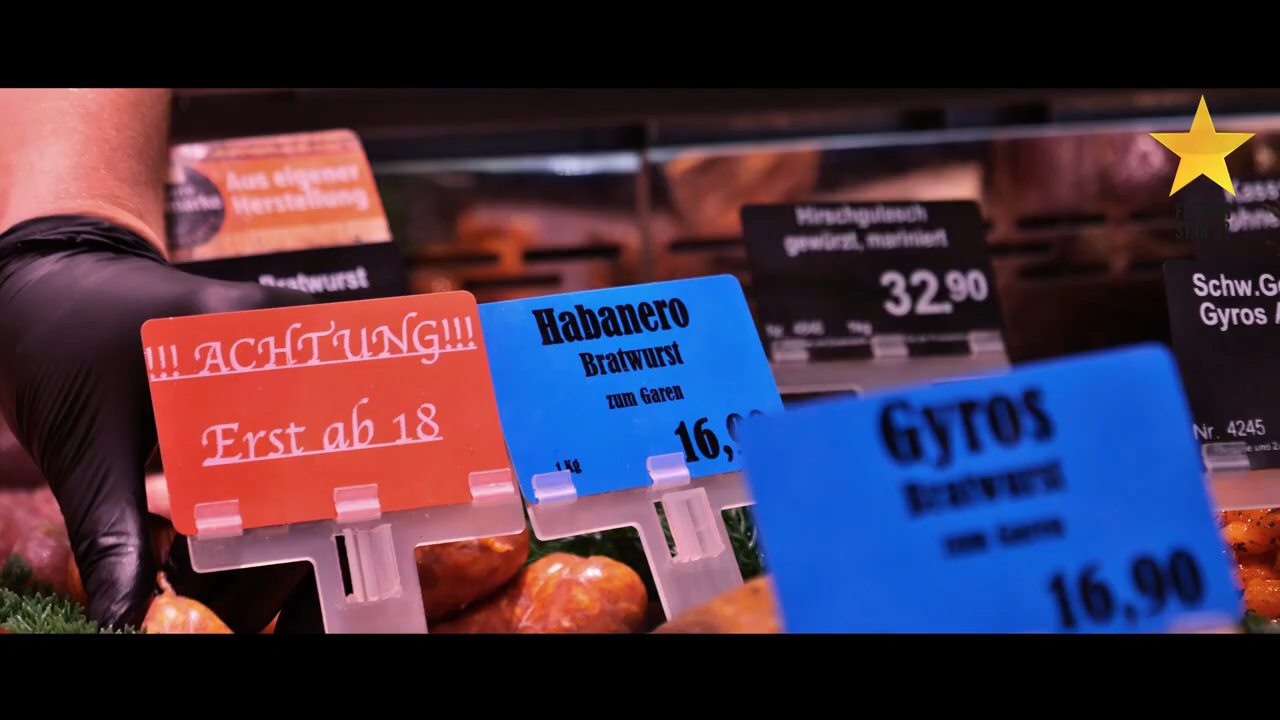 Aus eigener
Herstellung
Bratwurst
!!! ACHTUNG!!!
Erst ab 18
Habanero
Bratwurst
zum Garen
16,9
1 Kg
Hirschgulasch
gewürzt, mariniert
32.90
Nr. 4245
Gyros
Bratwurst
zum Garen
16,90
Schw.Ge
Gyros